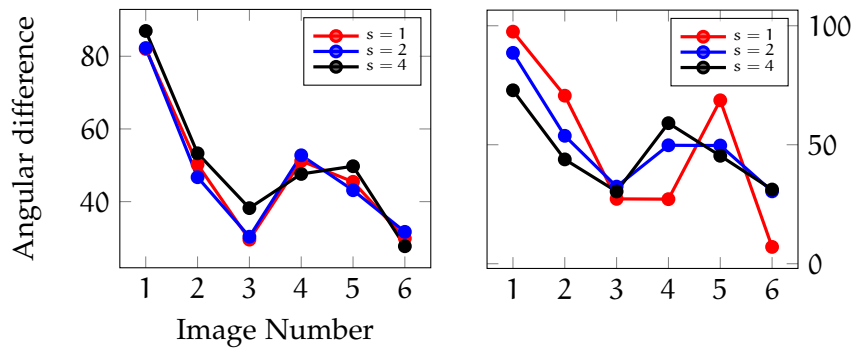 Angular difference
80
60
40
1 2 3 4 5 6
Image Number
s = 1
s = 2
s = 4
1 2 3 4 5 6
100
50
0
s = 1
s = 2
s = 4